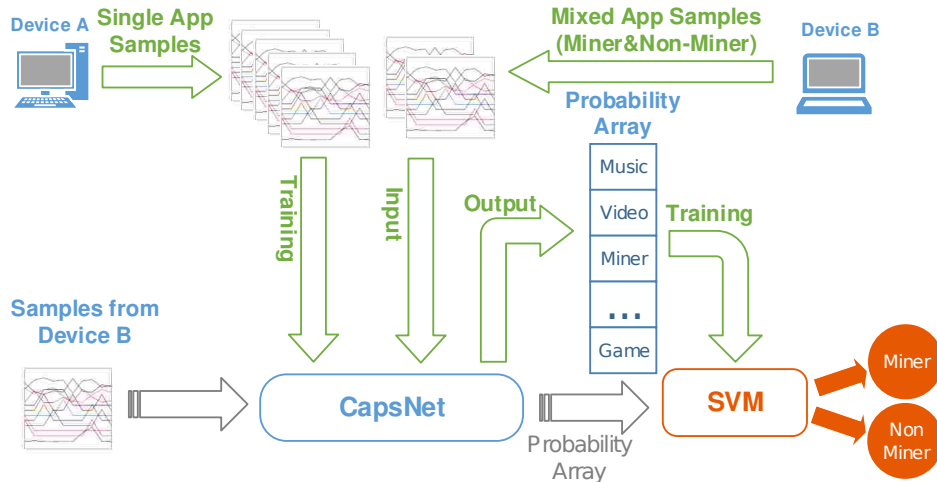 Device A
Single App
Samples
Mixed App Samples
(Miner&Non-Miner)
Device B
Probability
Array
Training
Input
Output
Music
Video
Miner
...
Game
Training
Samples from
Device B
CapsNet
Probability
Array
SVM
Miner
Non
Miner